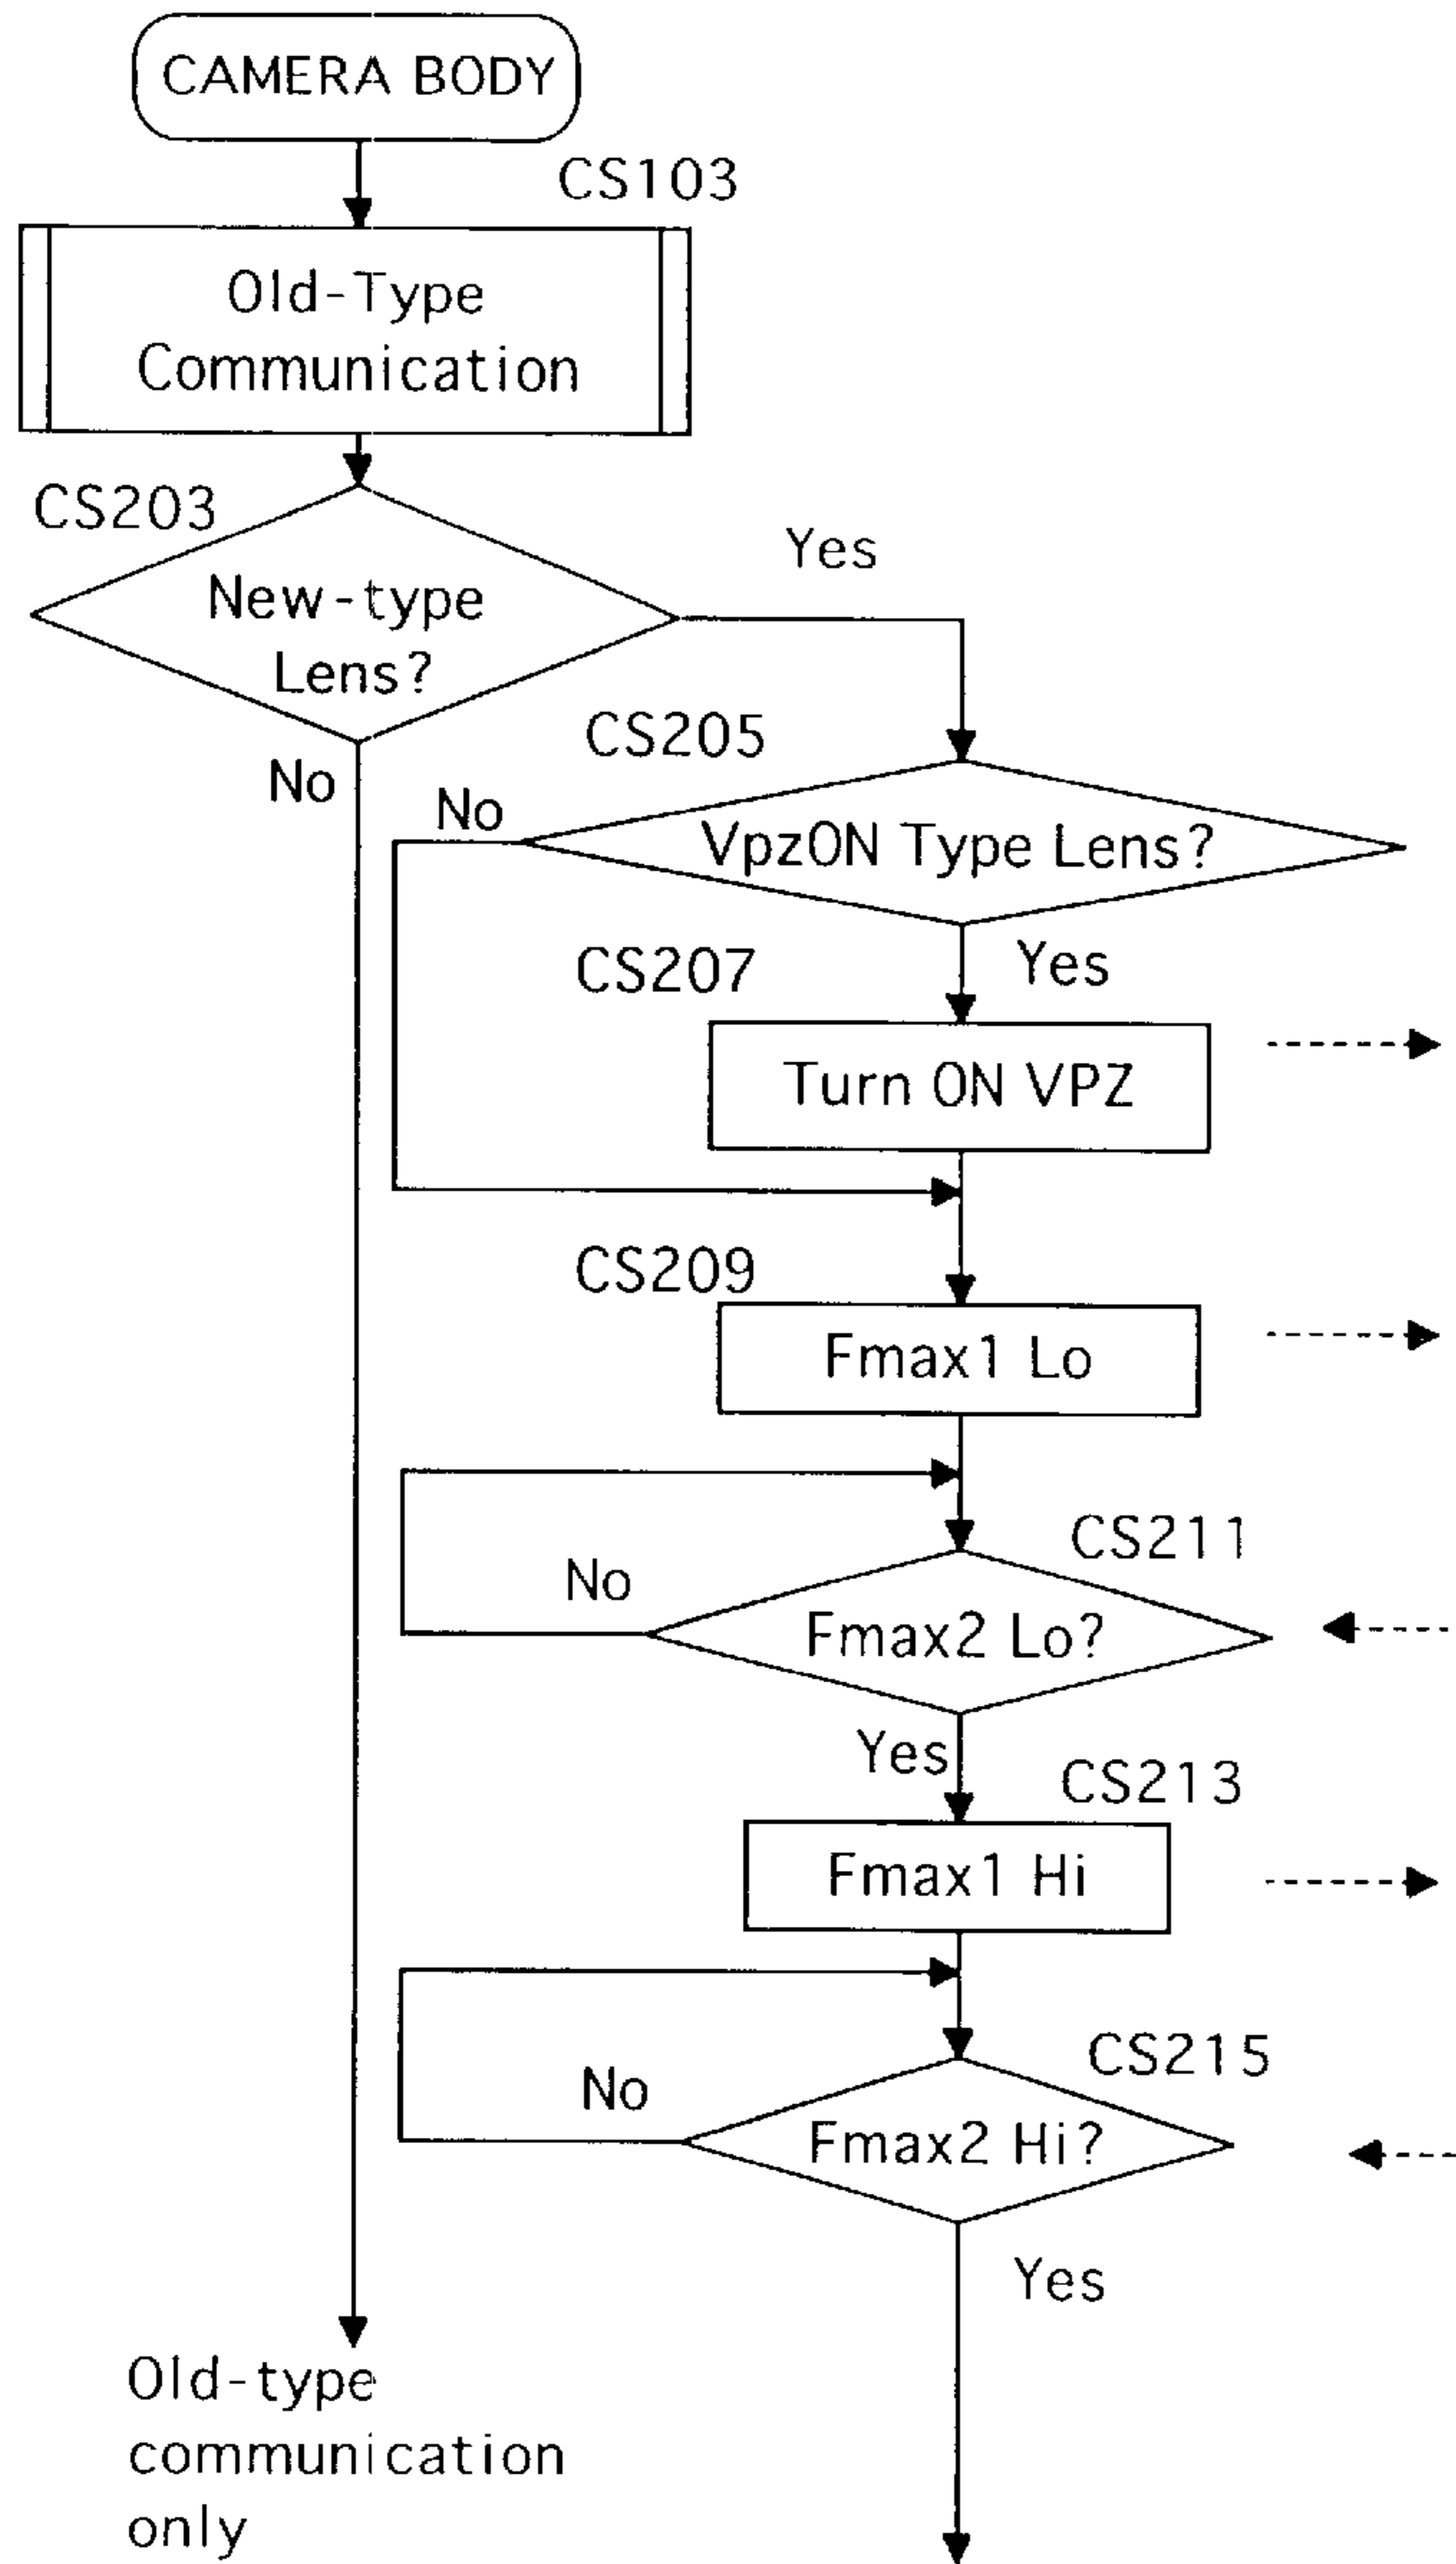 CAMERA BODY
CS103
Old-Type
Communication
CS203
New-type
Lens?
Yes
No
CS205
No
VpzON Type Lens?
Yes
CS207
Turn ON VPZ
CS209
Fmax1 Lo
CS211
No
Fmax2 Lo?
Yes
CS213
Fmax1 Hi
CS215
No
Fmax2 Hi?
Yes
Old-type
communication
only